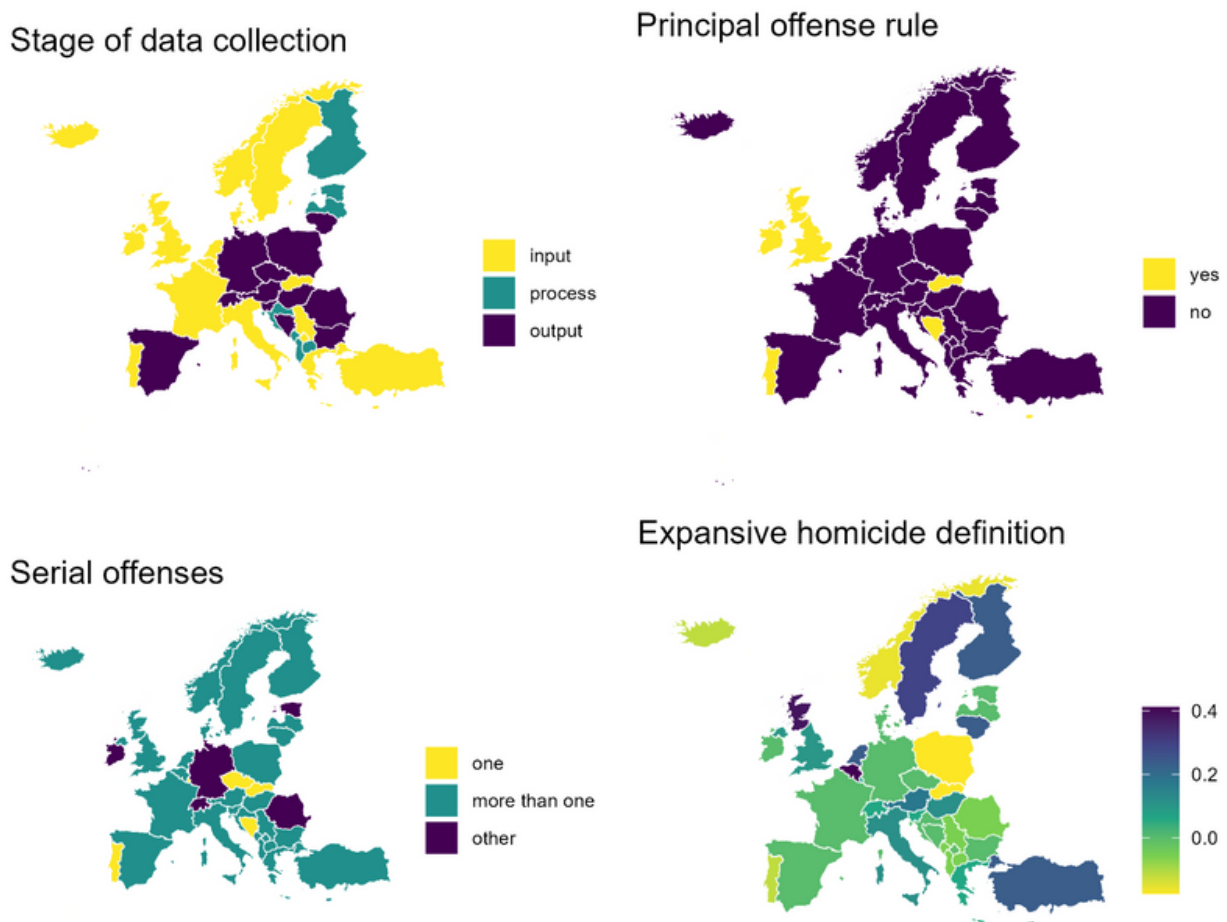 Stage of data collection
input
process
output
Principal offense rule
yes
no
Serial offenses
one
more than one
other
Expansive homicide definition
0.4
0.2
0.0